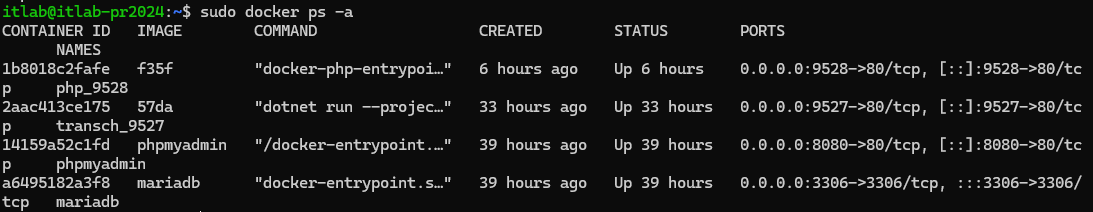 itlab@itlab-pr2024:~$ sudo docker ps -a
CONTAINER ID   IMAGE        COMMAND                  CREATED        STATUS        PORTS
      NAMES
1b8018c2fafe   f35f         "docker-php-entrypoi…"   6 hours ago    Up 6 hours    0.0.0.0:9528->80/tcp, [::]:9528->80/tc
p     php_9528
2aac413ce175   57da         "dotnet run --projec…"   33 hours ago   Up 33 hours   0.0.0.0:9527->80/tcp, [::]:9527->80/tc
p     transch_9527
14159a52c1fd   phpmyadmin   "/docker-entrypoint.…"   39 hours ago   Up 39 hours   0.0.0.0:8080->80/tcp, [::]:8080->80/tc
p     phpmyadmin
a6495182a3f8   mariadb      "docker-entrypoint.s…"   39 hours ago   Up 39 hours   0.0.0.0:3306->3306/tcp, :::3306->3306/
tcp   mariadb